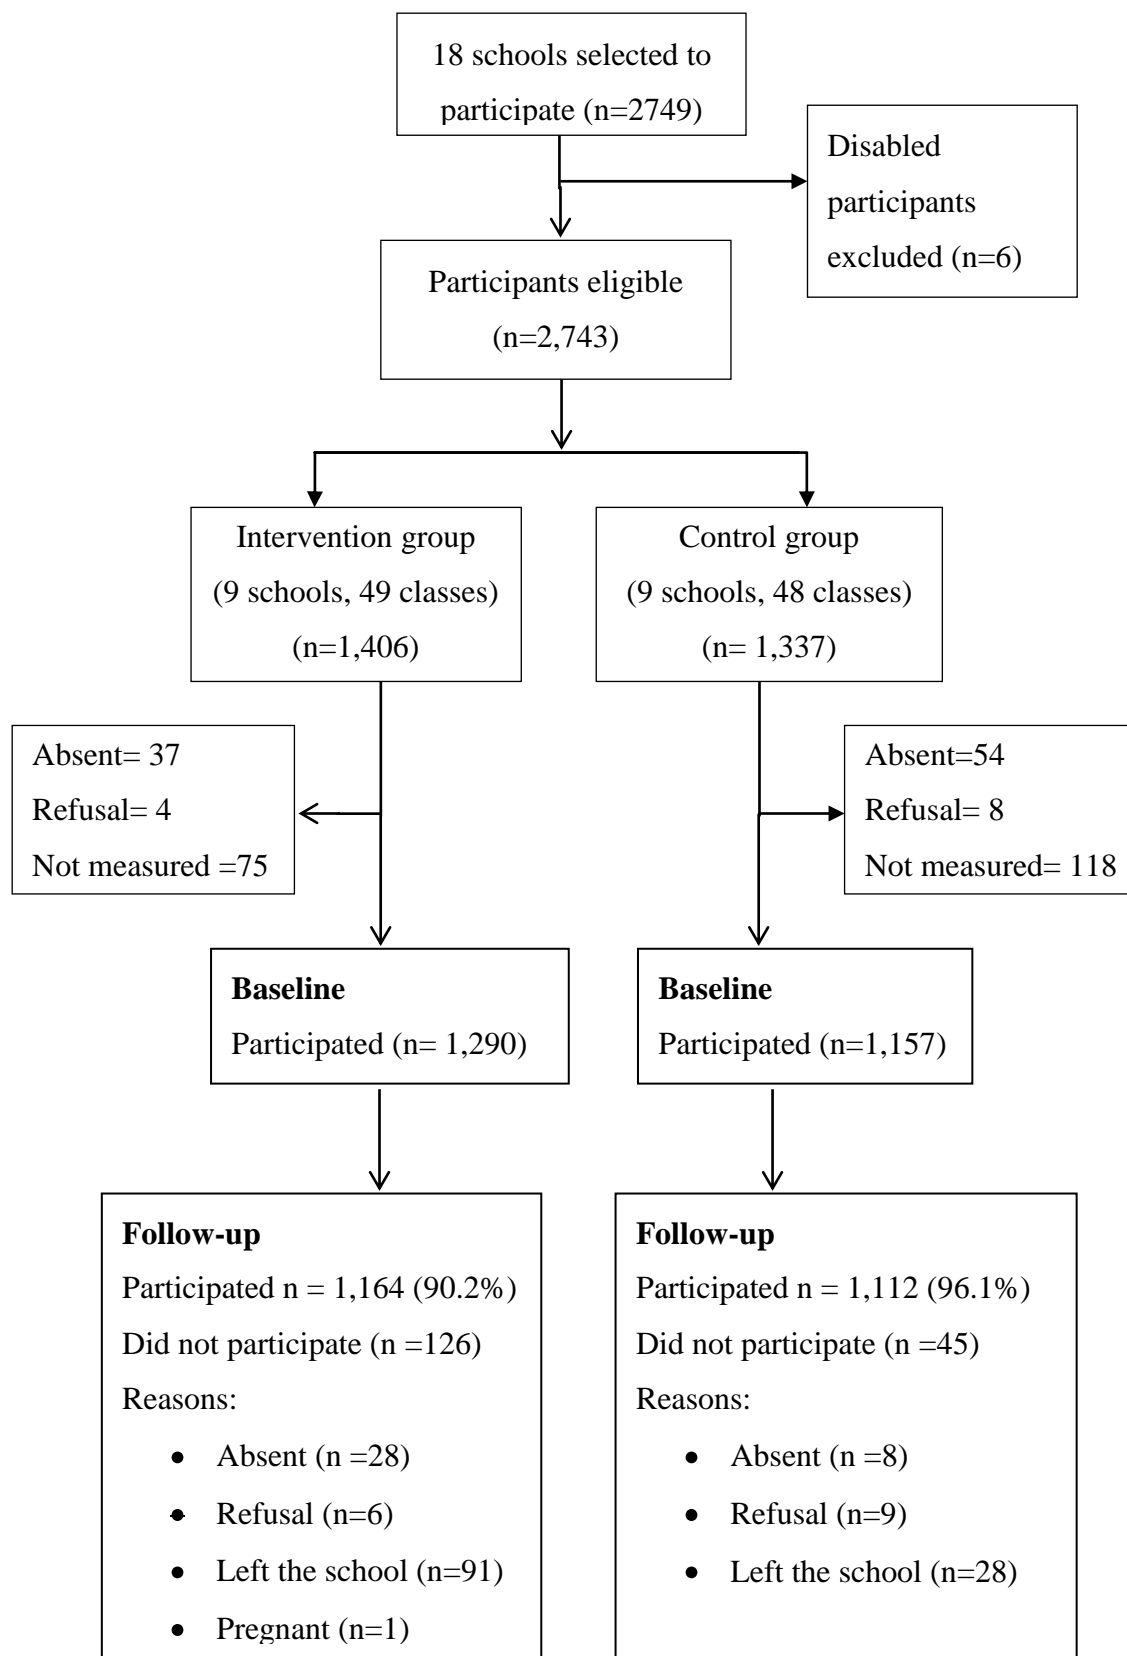 18 schools selected to
participate (n=2749)
Disabled
participants
excluded (n=6)
Participants eligible
(n=2,743)
Intervention group
(9 schools, 49 classes)
(n=1,406)
Control group
(9 schools, 48 classes)
(n= 1,337)
Absent= 37
Refusal= 4
Not measured =75
Absent=54
Refusal= 8
Not measured= 118
Baseline
Participated (n= 1,290)
Baseline
Participated (n=1,157)
Follow-up
Participated n = 1,164 (90.2%)
Did not participate (n =126)
Reasons:
• Absent (n =28)
• Refusal (n=6)
• Left the school (n=91)
• Pregnant (n=1)
Follow-up
Participated n = 1,112 (96.1%)
Did not participate (n =45)
Reasons:
• Absent (n =8)
• Refusal (n=9)
• Left the school (n=28)